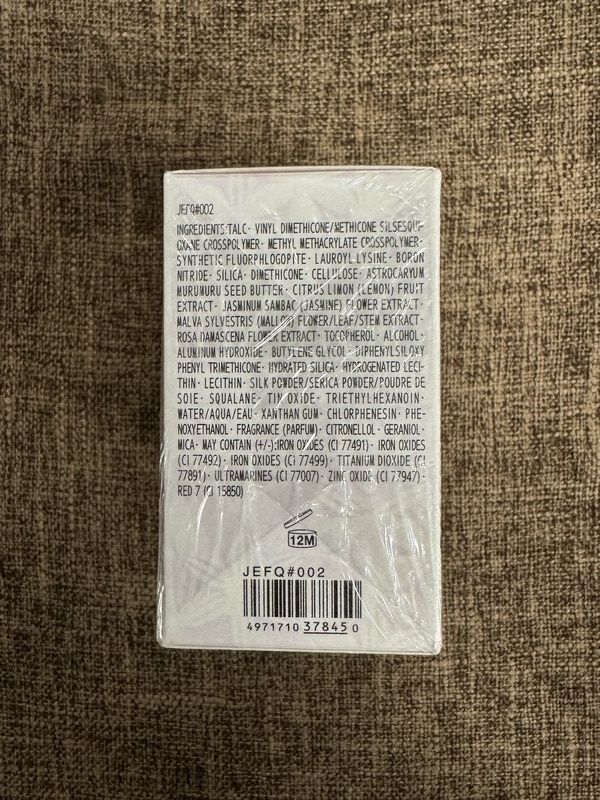 JEFQ#002
INGREDIENTS:TALC· VINYL DIMETHICONE/METHICONE SILSESQUI-
OXANE CROSSPOLYMER· METHYL METHACRYLATE CROSSPOLYMER·
SYNTHETIC FLUORPHLOGOPITE· LAUROYL LYSINE· BORON
NITRIDE· SILICA· DIMETHICONE· CELLULOSE· ASTROCARYUM
MURUMURU SEED BUTTER· CITRUS LIMON (LEMON) FRUIT
EXTRACT· JASMINUM SAMBAC (JASMINE) FLOWER EXTRACT·
MALVA SYLVESTRIS (MALLOW) FLOWER/LEAF/STEM EXTRACT·
ROSA DAMASCENA FLOWER EXTRACT· TOCOPHEROL· ALCOHOL·
ALUMINUM HYDROXIDE· BUTYLENE GLYCOL· DIPHENYLSILOXY
PHENYL TRIMETHICONE· HYDRATED SILICA· HYDROGENATED LECI-
THIN· LECITHIN· SILK POWDER/SERICA POWDER/POUDRE DE
SOIE· SQUALANE· TIN OXIDE· TRIETHYLHEXANOIN·
WATER/AQUA/EAU· XANTHAN GUM· CHLORPHENESIN· PHE-
NOXYETHANOL· FRAGRANCE (PARFUM)· CITRONELLOL· GERANIOL·
MICA· MAY CONTAIN (+/-):IRON OXIDES (CI 77491)· IRON OXIDES
(CI 77492)· IRON OXIDES (CI 77499)· TITANIUM DIOXIDE (CI
77891)· ULTRAMARINES (CI 77007)· ZINC OXIDE (CI 77947)·
RED 7 (CI 15850)
12M
JEFQ#002
4971710 37845 0